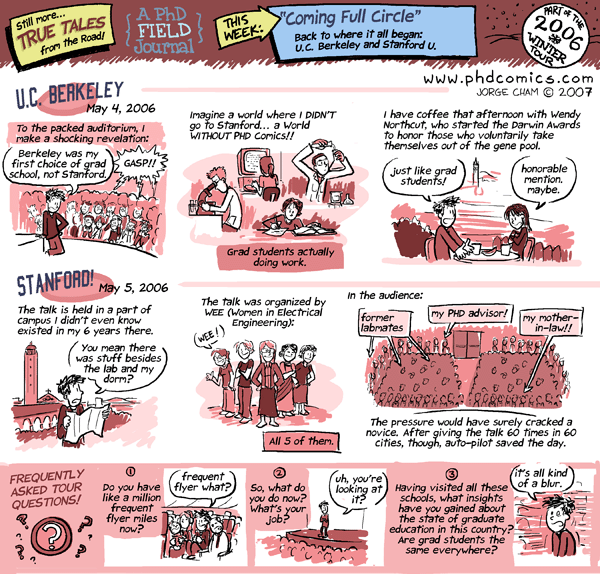 Still more...
TRUE TALES
from the Road!
A PhD
FIELD
Journal
THIS
WEEK:
"Coming Full Circle"
Back to where it all began:
U.C. Berkeley and Stanford U.
PART OF THE
2006
WINTER
TOUR
www.phdcomics.com
JORGE CHAM © 2007
U.C. BERKELEY
May 4, 2006
To the packed auditorium, I
make a shocking revelation:
Berkeley was my
first choice of grad
school, not Stanford.
GASP!!
Imagine a world where I DIDN'T
go to Stanford... a World
WITHOUT PHD COMICS!!
Grad students actually
doing work.
I have coffee that afternoon with Wendy
Northcut, who started the Darwin Awards
to honor those who voluntarily take
themselves out of the gene pool.
just like grad
students!
honorable
mention.
maybe.
STANFORD!
May 5, 2006
The talk is held in a part of
campus I didn't even know
existed in my 6 years there.
You mean there
was stuff besides
the lab and my
dorm?
The talk was organized by
WEE (Women in Electrical
Engineering):
WEE!
All 5 of them.
In the audience:
former
labmates
my PHD advisor!
my mother-
in-law!!
The pressure would have surely cracked a
novice. After giving the talk 60 times in 60
cities, though, auto-pilot saved the day.
FREQUENTLY
ASKED TOUR
QUESTIONS!
?
1
Do you have
like a million
frequent
flyer miles
now?
frequent
flyer what?
2
So, what do
you do now?
What's your
job?
uh, you're
looking at
it?
3
Having visited all these
schools, what insights
have you gained about
the state of graduate
education in this country?
Are grad students the
same everywhere?
it's all kind
of a blur.